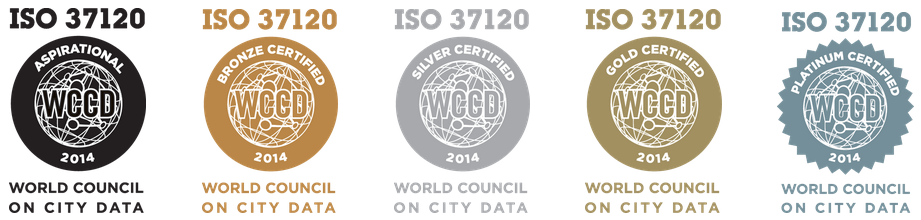 ISO 37120
ASPIRATIONAL
WCCD
2014
WORLD COUNCIL
ON CITY DATA
ISO 37120
BRONZE CERTIFIED
WCCD
2014
WORLD COUNCIL
ON CITY DATA
ISO 37120
SILVER CERTIFIED
WCCD
2014
WORLD COUNCIL
ON CITY DATA
ISO 37120
GOLD CERTIFIED
WCCD
2014
WORLD COUNCIL
ON CITY DATA
ISO 37120
PLATINUM CERTIFIED
WCCD
2014
WORLD COUNCIL
ON CITY DATA